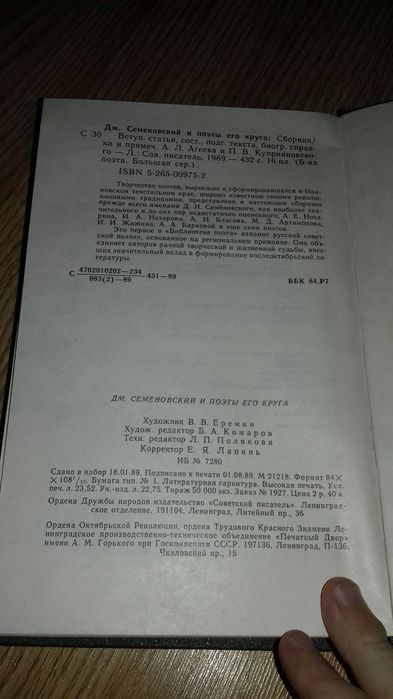 Дм. Семеновский и поэты его круга: Сборник/
С 30 Вступ. статья, сост., подг. текста, биогр. справ-
ки и примеч. А. Л. Агеева и П. В. Куприяновско-
го — Л.: Сов. писатель, 1989.— 432 с. 16 ил. (Б-ка
поэта. Большая сер.)
ISBN 5-265-00975-2
Творчество поэтов, выросших и сформировавшихся в Ива-
новском текстильном крае, широко известном своими револю-
ционными традициями, представлено в настоящем сборнике
прежде всего именами Д. Н. Семёновского, как наиболее зна-
чительного и до сих пор недостаточно оцененного, А. Е. Нозд-
рина, И. А. Назарова, А. Н. Благова, М. Д. Артамонова,
И. И. Жижина, А. А. Барковой и еще семи поэтов.
Это первое в «Библиотеке поэта» издание русской совет-
ской поэзии, основанное на региональном принципе. Оно объ-
единяет авторов разной творческой и жизненной судьбы, внес-
ших значительный вклад в формирование послеоктябрьской ли-
тературы.
С 4702010202—234
083(2)—89 431—89 ББК 84.Р7
ДМ. СЕМЕНОВСКИЙ И ПОЭТЫ ЕГО КРУГА
Художник В. В. Еремин
Худож. редактор Б. А. Комаров
Техн. редактор Л. П. Полякова
Корректор Е. Я. Лапинь
ИБ № 7280
Сдано в набор 18.01.89. Подписано к печати 01.08.89. М 21218. Формат 84×
×108¹/₃₂. Бумага тип. № 1. Литературная гарнитура. Высокая печать. Усл.
печ. л. 23,52. Уч.-изд. л. 22,75. Тираж 50 000 экз. Заказ № 1927. Цена 2 р. 40 к.
Ордена Дружбы народов издательство «Советский писатель». Ленинград-
ское отделение. 191104, Ленинград, Литейный пр., 36
Ордена Октябрьской Революции, ордена Трудового Красного Знамени Ле-
нинградское производственно-техническое объединение «Печатный Двор»
имени А. М. Горького при Госкомпечати СССР. 197136, Ленинград, П-136,
Чкаловский пр., 15